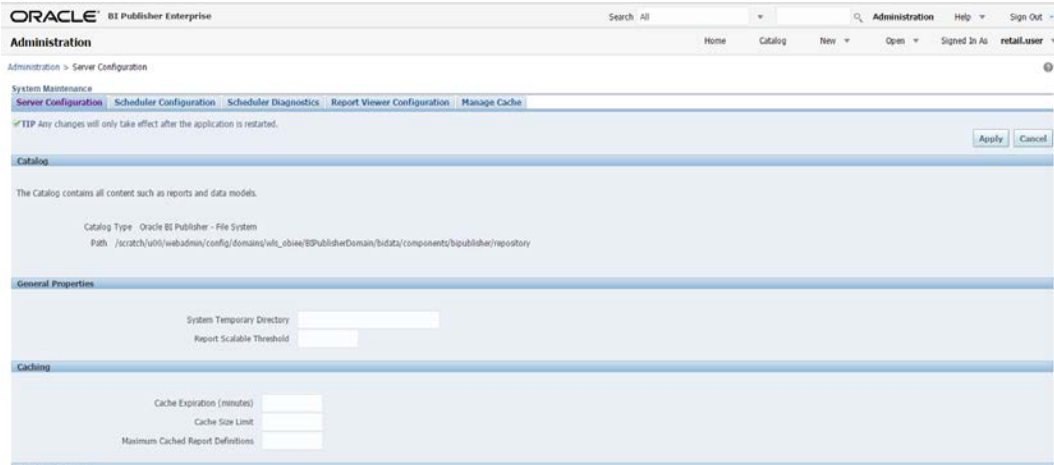 ORACLE BI Publisher Enterprise Search All Administration Help Sign Out
Administration Home Catalog New Open Signed In As retail.user
Administration > Server Configuration
System Maintenance
Server Configuration Scheduler Configuration Scheduler Diagnostics Report Viewer Configuration Manage Cache
TIP Any changes will only take effect after the application is restarted.
Apply Cancel
Catalog
The Catalog contains all content such as reports and data models.
Catalog Type Oracle BI Publisher - File System
Path /scratch/u00/webadmin/config/domains/wls_obiee/BIPublisherDomain/bidata/components/bipublisher/repository
General Properties
System Temporary Directory
Report Scalable Threshold
Caching
Cache Expiration (minutes)
Cache Size Limit
Maximum Cached Report Definitions